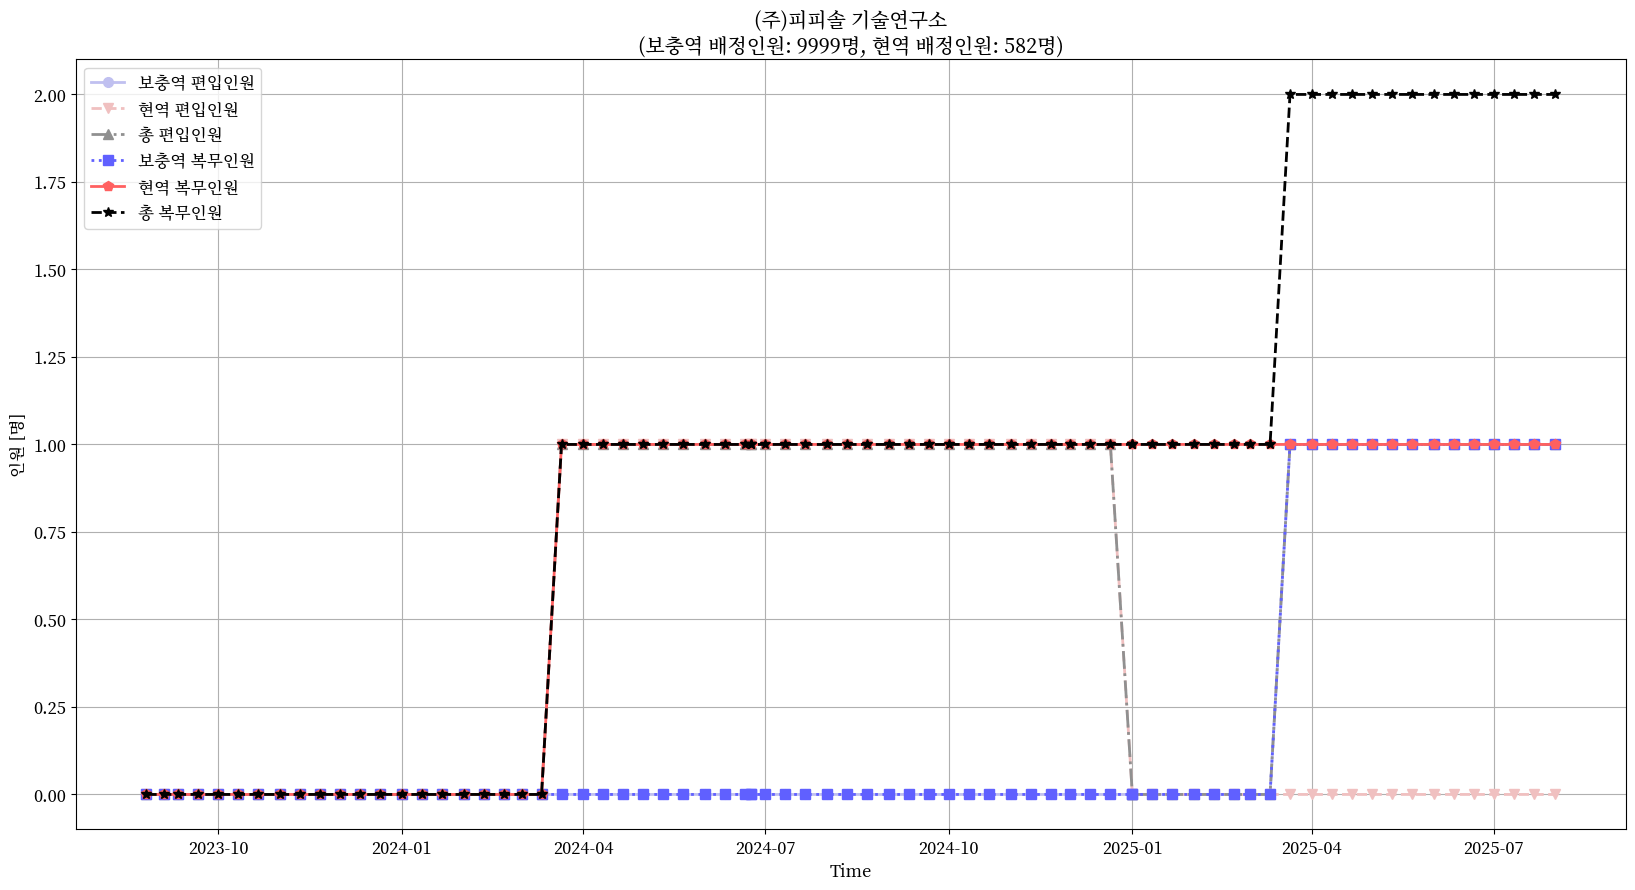 (주)피피솔 기술연구소
(보충역 배정인원: 9999명, 현역 배정인원: 582명)
보충역 편입인원
현역 편입인원
총 편입인원
보충역 복무인원
현역 복무인원
총 복무인원
2.00
1.75
1.50
1.25
1.00
0.75
0.50
0.25
0.00
인원 [명]
2023-10 2024-01 2024-04 2024-07 2024-10 2025-01 2025-04 2025-07
Time